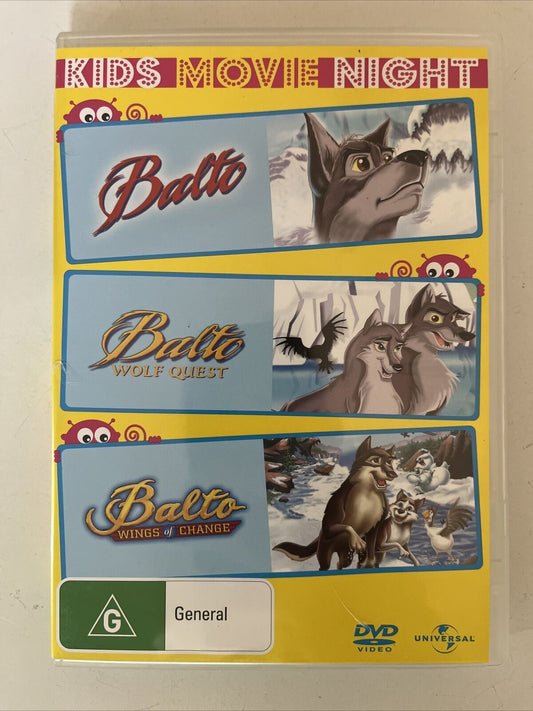 KIDS MOVIE NIGHT
Balto
Balto
WOLF QUEST
Balto
WINGS of CHANGE
G
General
DVD
VIDEO
UNIVERSAL